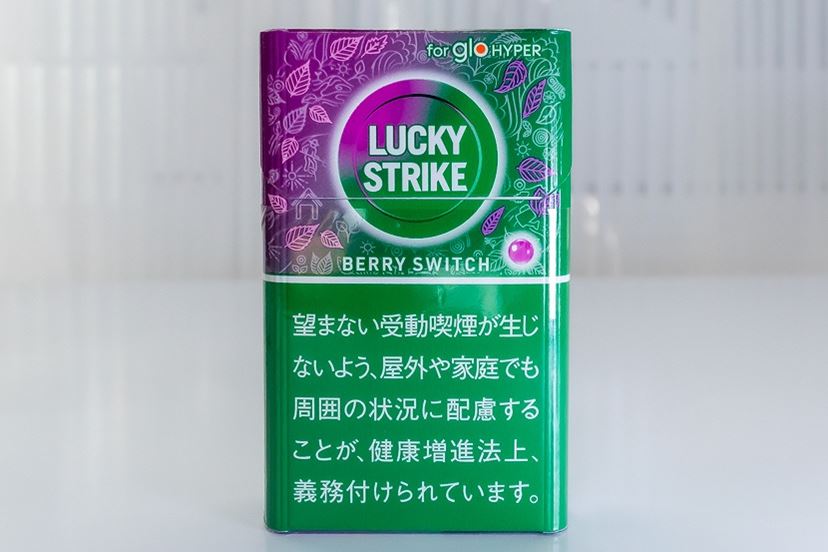 for glo HYPER
LUCKY
STRIKE
BERRY SWITCH
望まない受動喫煙が生じ
ないよう、屋外や家庭でも
周囲の状況に配慮する
ことが、健康増進法上、
義務付けられています。